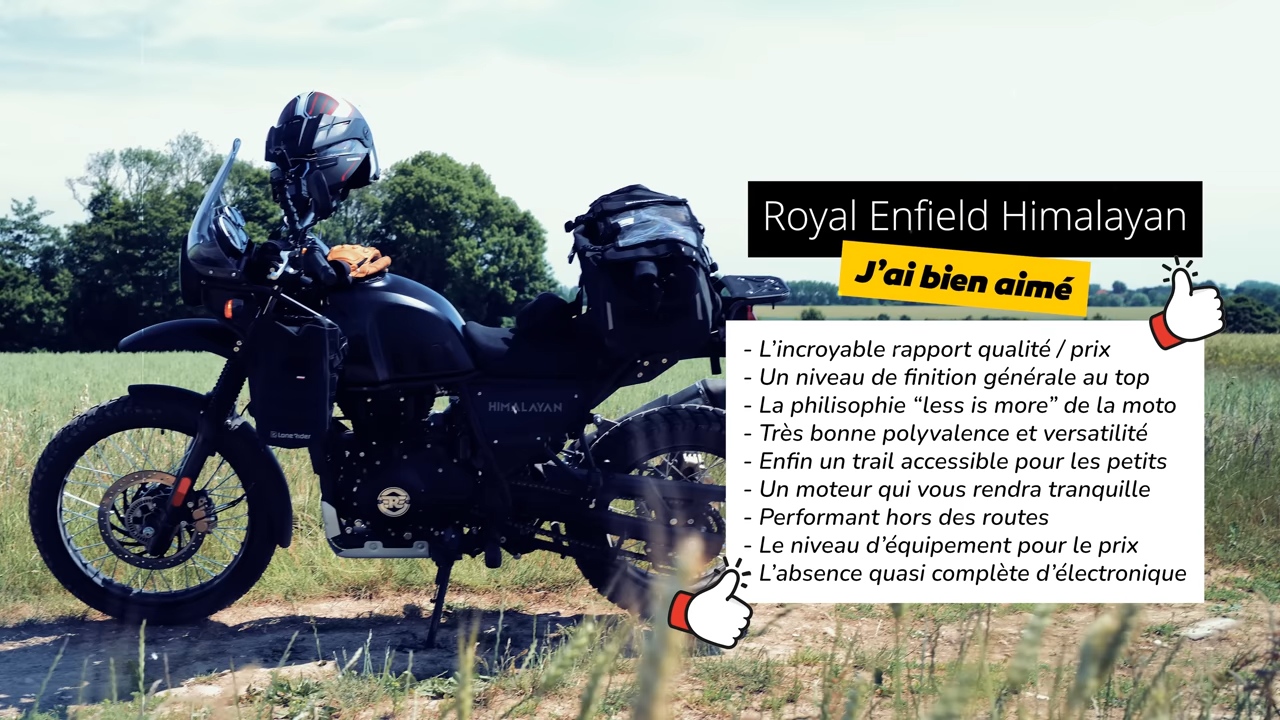 Royal Enfield Himalayan
J'ai bien aimé
- L'incroyable rapport qualité / prix
- Un niveau de finition générale au top
- La philisophie “less is more” de la moto
- Très bonne polyvalence et versatilité
- Enfin un trail accessible pour les petits
- Un moteur qui vous rendra tranquille
- Performant hors des routes
- Le niveau d'équipement pour le prix
- L'absence quasi complète d'électronique
HIMALAYAN
lone rider